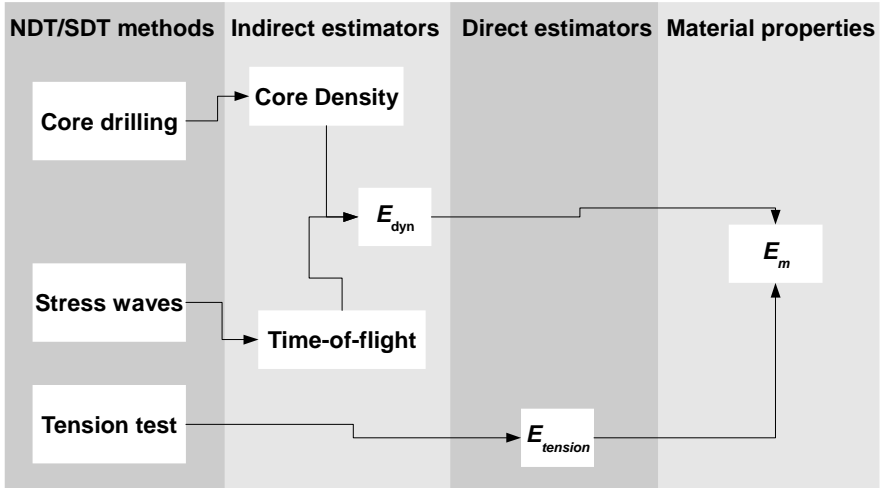 NDT/SDT methods
Indirect estimators
Direct estimators
Material properties
Core drilling
Core Density
E_dyn
E_m
Stress waves
Time-of-flight
Tension test
E_tension